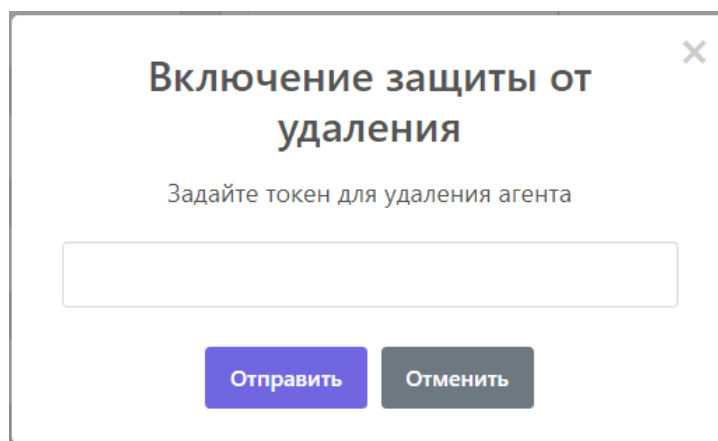 Включение защиты от
удаления
Задайте токен для удаления агента
Отправить
Отменить